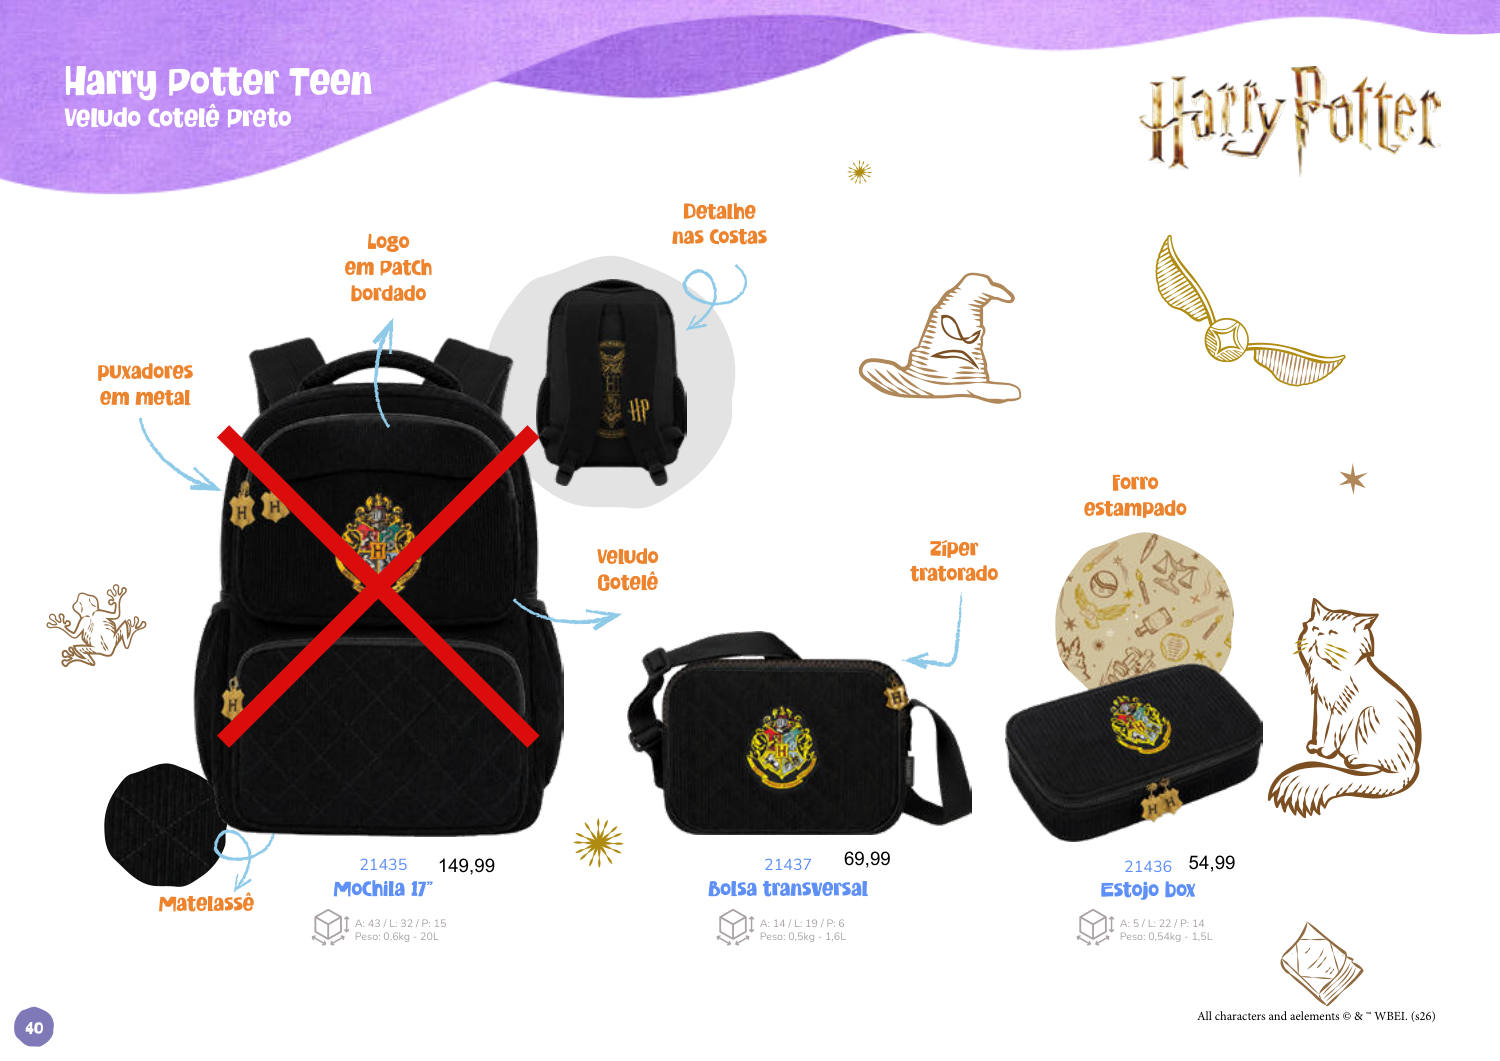 Harry Potter Teen
Veludo Cotelê Preto
Harry Potter
Detalhe
nas Costas
Logo
em Patch
bordado
Puxadores
em metal
HP
H H
H
H
Forro
estampado
Zíper
tratorado
Veludo
Cotelê
H
H
H
H H
Matelassê
21435 149,99
Mochila 17"
A: 43 / L: 32 / P: 15
Peso: 0,6kg - 20L
21437 69,99
Bolsa transversal
A: 14 / L: 19 / P: 6
Peso: 0,5kg - 1,6L
21436 54,99
Estojo box
A: 5 / L: 22 / P: 14
Peso: 0,54kg - 1,5L
All characters and aelements © & ™ WBEI. (s26)
40